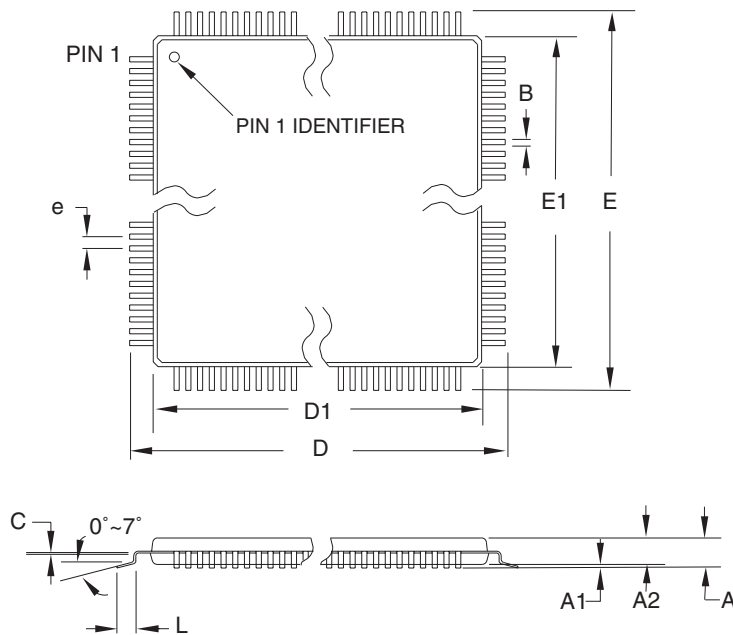 PIN 1
PIN 1 IDENTIFIER
B
e
E1
E
D1
D
C
0°~7°
L
A1
A2
A